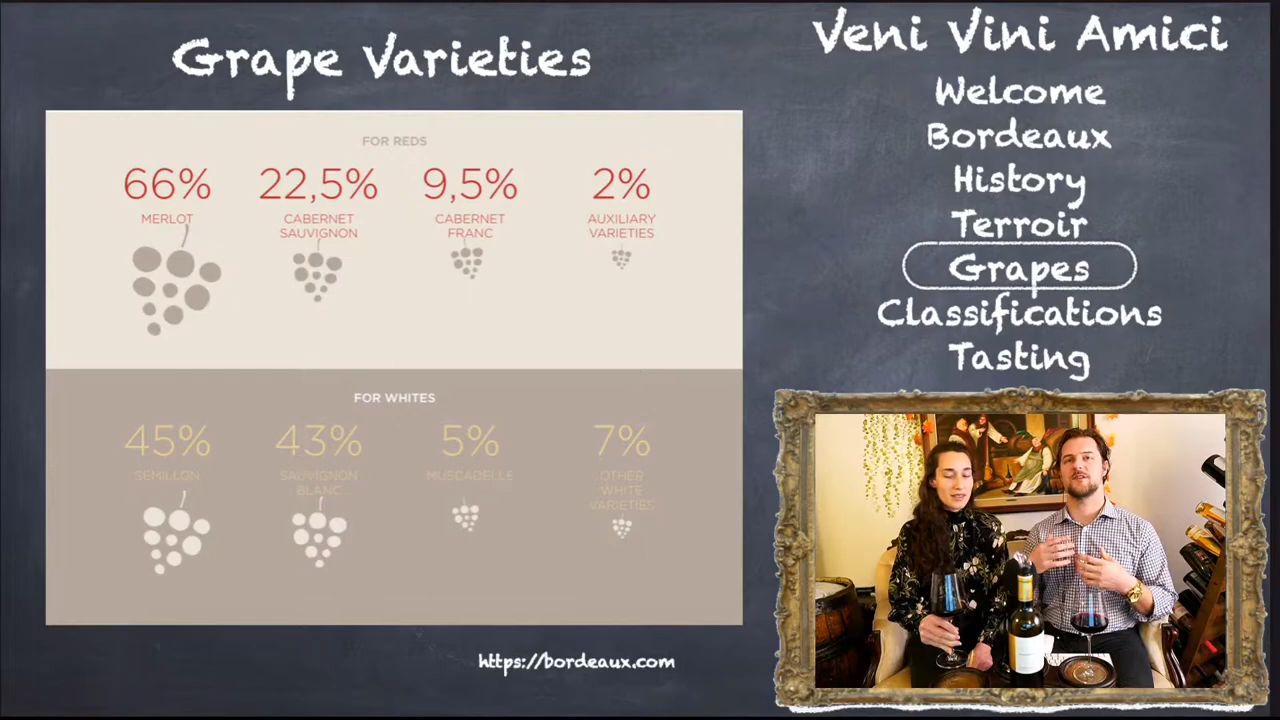 Grape Varieties
FOR REDS
66%
MERLOT
22,5%
CABERNET
SAUVIGNON
9,5%
CABERNET
FRANC
2%
AUXILIARY
VARIETIES
FOR WHITES
45%
SEMILLON
43%
SAUVIGNON
BLANC
5%
MUSCADELLE
7%
OTHER
WHITE
VARIETIES
https://bordeaux.com
Veni Vini Amici
Welcome
Bordeaux
History
Terroir
Grapes
Classifications
Tasting